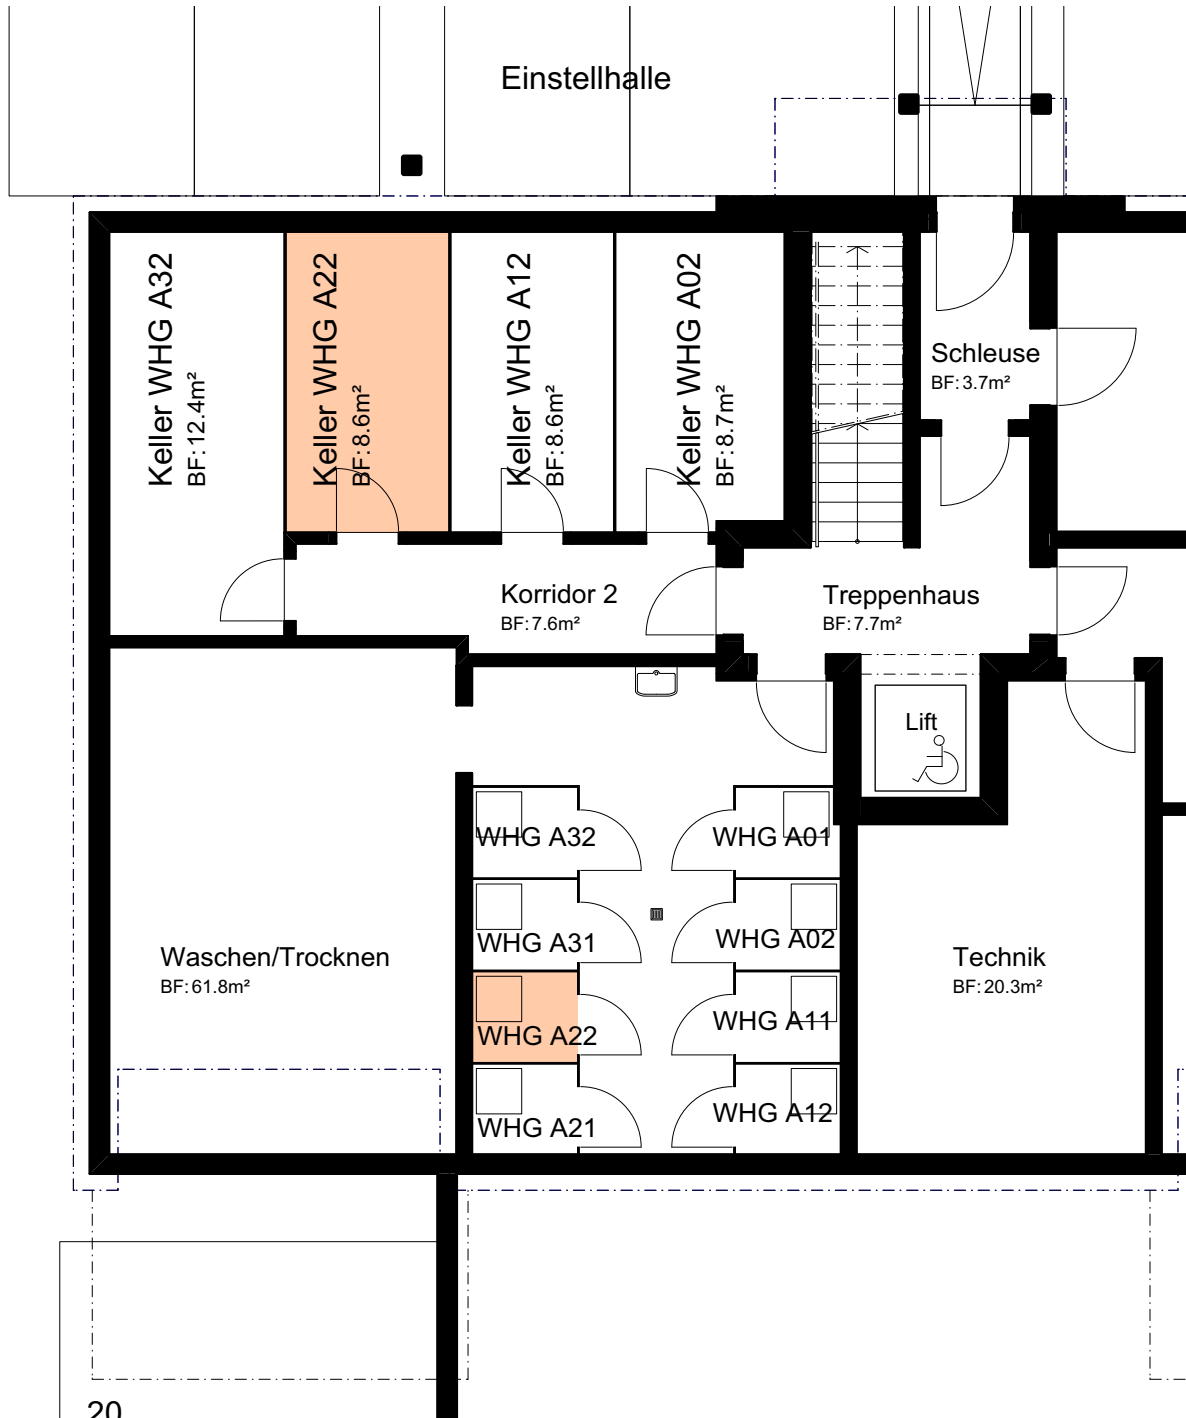 Einstellhalle
Keller WHG A32
BF: 12.4m²
Keller WHG A22
BF: 8.6m²
Keller WHG A12
BF: 8.6m²
Keller WHG A02
BF: 8.7m²
Schleuse
BF: 3.7m²
Korridor 2
BF: 7.6m²
Treppenhaus
BF: 7.7m²
Lift
WHG A32
WHG A01
WHG A31
WHG A02
Waschen/Trocknen
BF: 61.8m²
Technik
BF: 20.3m²
WHG A22
WHG A11
WHG A21
WHG A12
20